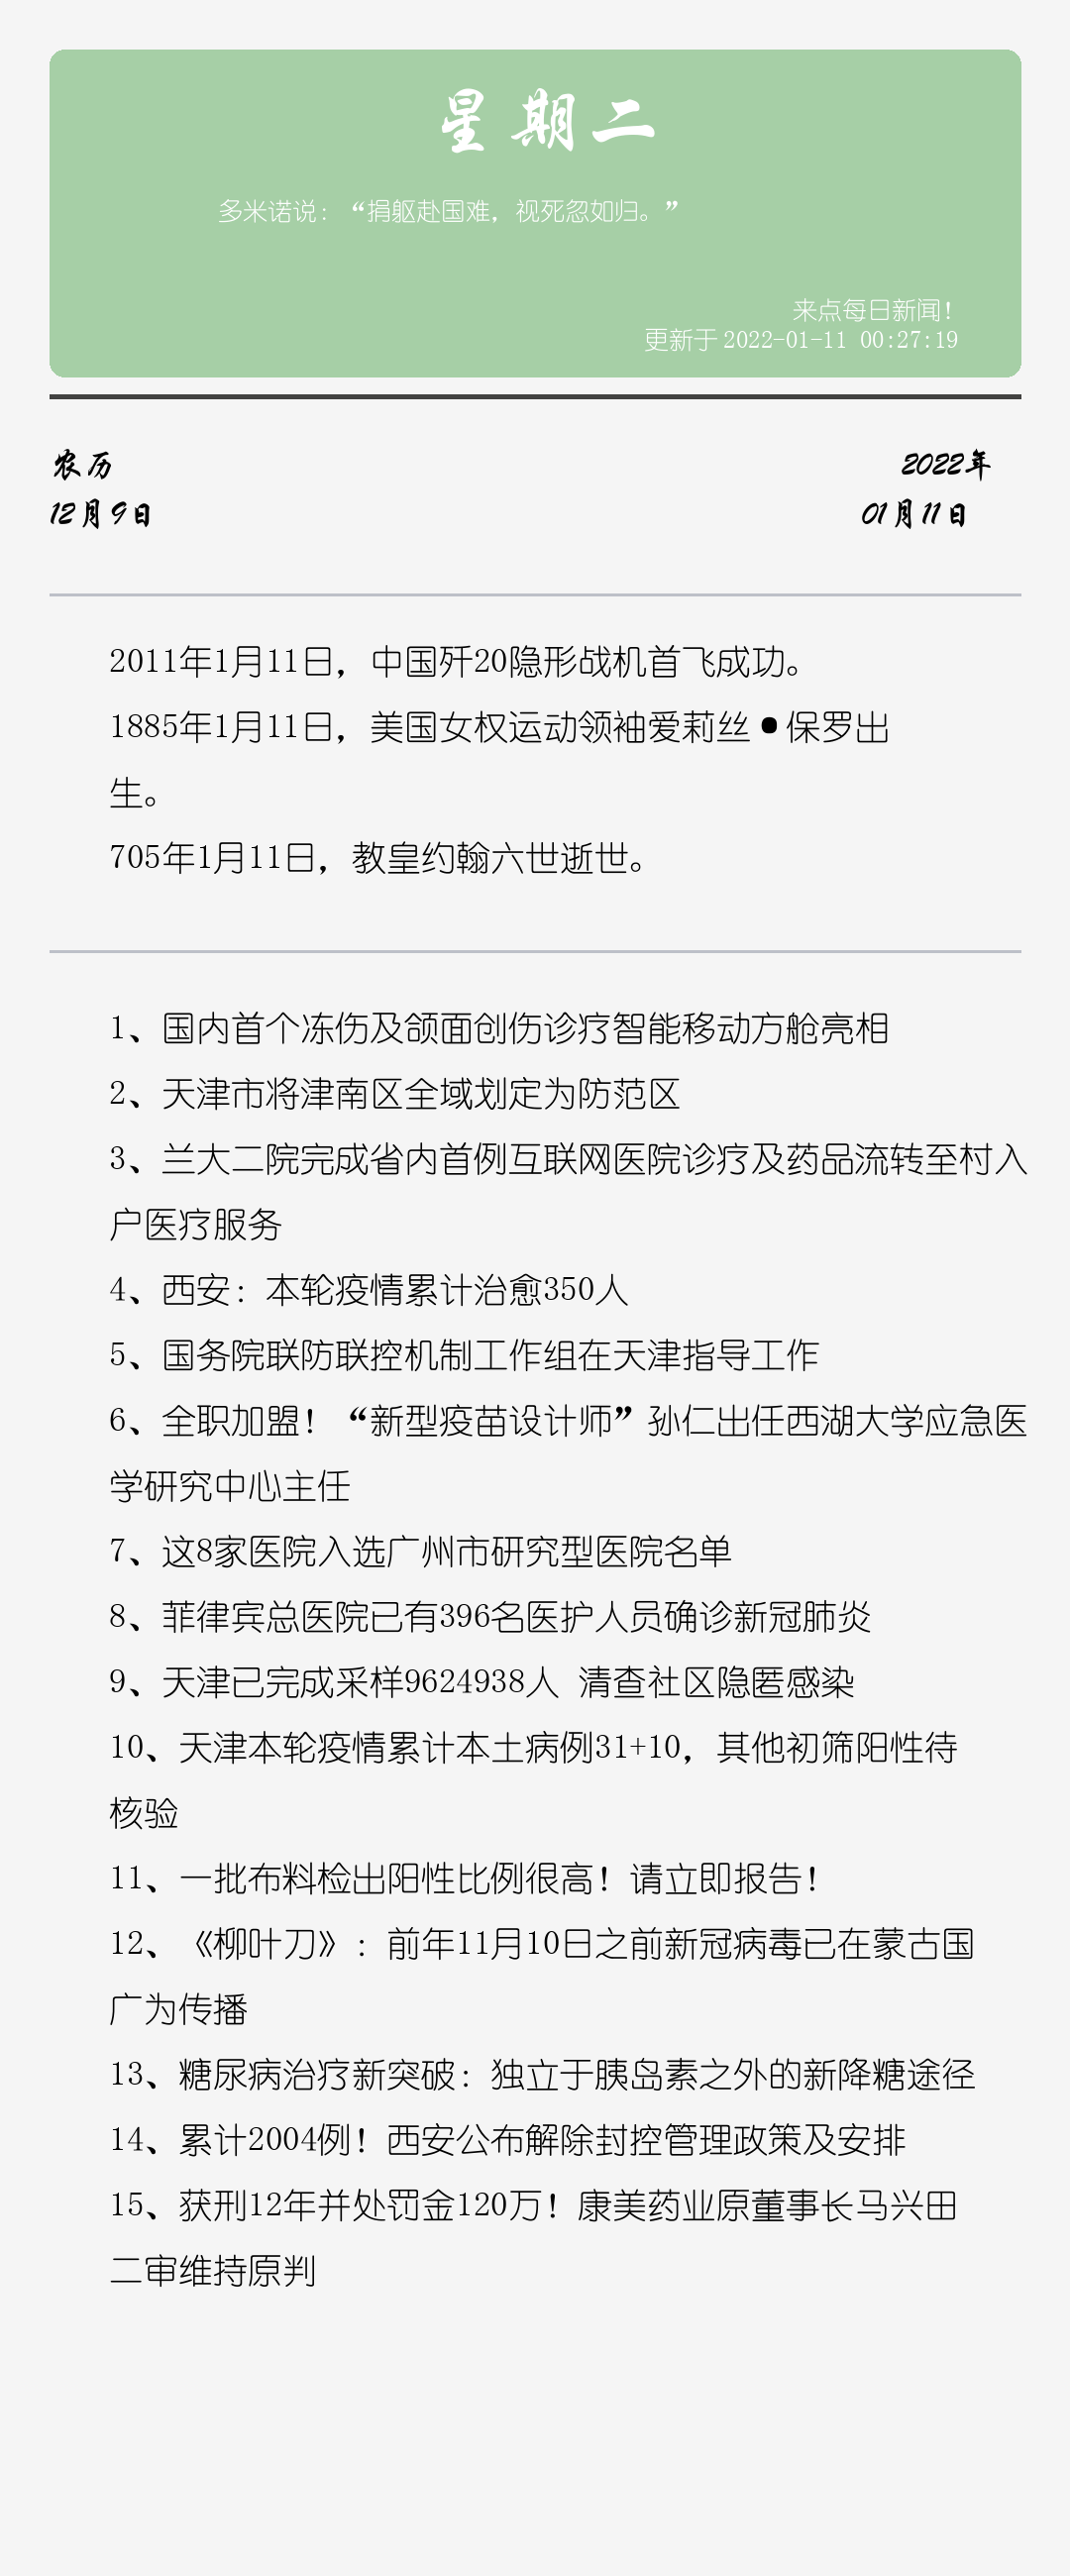 星期二
多米诺说：“捐躯赴国难，视死忽如归。”
来点每日新闻！
更新于 2022-01-11 00:27:19
农历
2022年
12月9日
01月11日
2011年1月11日，中国歼20隐形战机首飞成功。
1885年1月11日，美国女权运动领袖爱莉丝•保罗出
生。
705年1月11日，教皇约翰六世逝世。
1、国内首个冻伤及颌面创伤诊疗智能移动方舱亮相
2、天津市将津南区全域划定为防范区
3、兰大二院完成省内首例互联网医院诊疗及药品流转至村入
户医疗服务
4、西安：本轮疫情累计治愈350人
5、国务院联防联控机制工作组在天津指导工作
6、全职加盟！“新型疫苗设计师”孙仁出任西湖大学应急医
学研究中心主任
7、这8家医院入选广州市研究型医院名单
8、菲律宾总医院已有396名医护人员确诊新冠肺炎
9、天津已完成采样9624938人 清查社区隐匿感染
10、天津本轮疫情累计本土病例31+10，其他初筛阳性待
核验
11、一批布料检出阳性比例很高！请立即报告！
12、《柳叶刀》：前年11月10日之前新冠病毒已在蒙古国
广为传播
13、糖尿病治疗新突破：独立于胰岛素之外的新降糖途径
14、累计2004例！西安公布解除封控管理政策及安排
15、获刑12年并处罚金120万！康美药业原董事长马兴田
二审维持原判